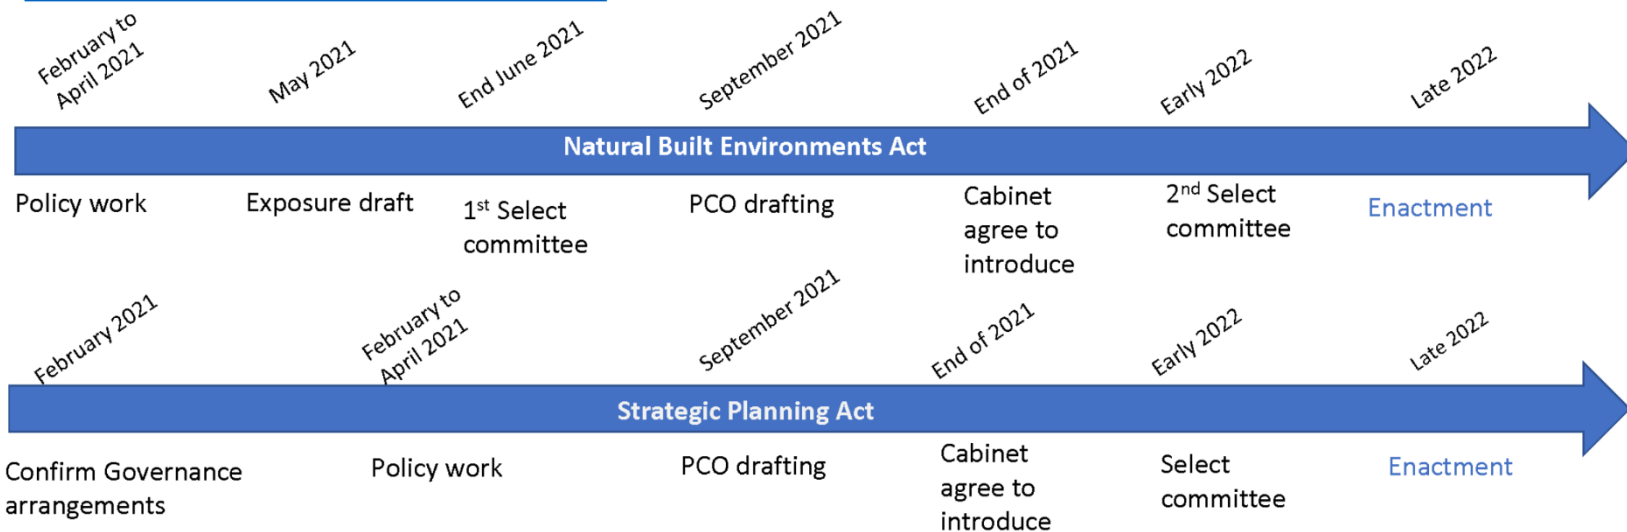 February to
April 2021
May 2021
End June 2021
September 2021
End of 2021
Early 2022
Late 2022
Natural Built Environments Act
Policy work
Exposure draft
1st Select
committee
PCO drafting
Cabinet
agree to
introduce
2nd Select
committee
Enactment
February 2021
February to
April 2021
September 2021
End of 2021
Early 2022
Late 2022
Strategic Planning Act
Confirm Governance
arrangements
Policy work
PCO drafting
Cabinet
agree to
introduce
Select
committee
Enactment